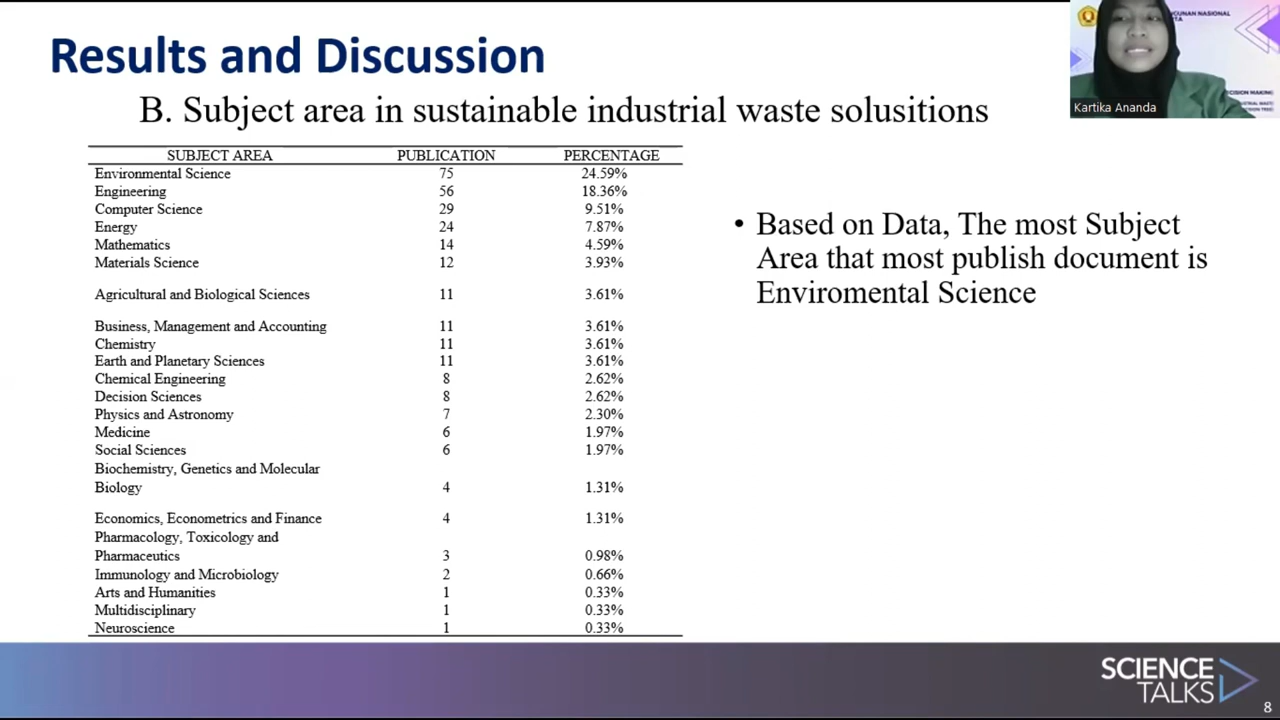 Results and Discussion
B. Subject area in sustainable industrial waste solusitions
SUBJECT AREA PUBLICATION PERCENTAGE
Environmental Science 75 24.59%
Engineering 56 18.36%
Computer Science 29 9.51%
Energy 24 7.87%
Mathematics 14 4.59%
Materials Science 12 3.93%
Agricultural and Biological Sciences 11 3.61%
Business, Management and Accounting 11 3.61%
Chemistry 11 3.61%
Earth and Planetary Sciences 11 3.61%
Chemical Engineering 8 2.62%
Decision Sciences 8 2.62%
Physics and Astronomy 7 2.30%
Medicine 6 1.97%
Social Sciences 6 1.97%
Biochemistry, Genetics and Molecular
Biology 4 1.31%
Economics, Econometrics and Finance 4 1.31%
Pharmacology, Toxicology and
Pharmaceutics 3 0.98%
Immunology and Microbiology 2 0.66%
Arts and Humanities 1 0.33%
Multidisciplinary 1 0.33%
Neuroscience 1 0.33%
• Based on Data, The most Subject
Area that most publish document is
Enviromental Science
NASIONAL
Kartika Ananda
MAKING
SCIENCE
TALKS
8